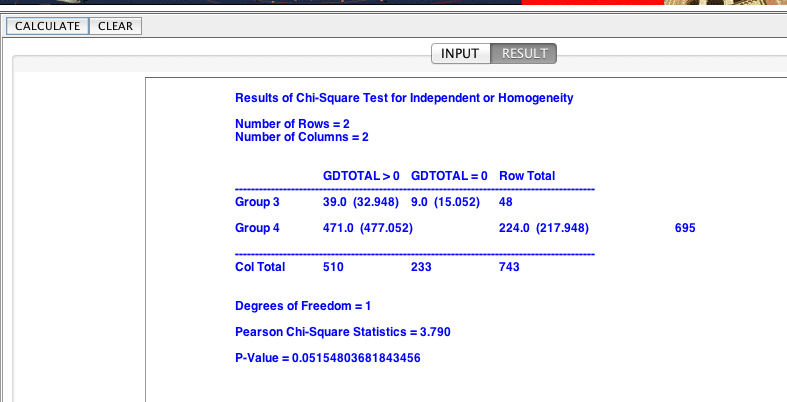 CALCULATE CLEAR
INPUT RESULT
Results of Chi-Square Test for Independent or Homogeneity
Number of Rows = 2
Number of Columns = 2
GDTOTAL > 0 GDTOTAL = 0 Row Total
Group 3 39.0 (32.948) 9.0 (15.052) 48
Group 4 471.0 (477.052) 224.0 (217.948) 695
Col Total 510 233 743
Degrees of Freedom = 1
Pearson Chi-Square Statistics = 3.790
P-Value = 0.05154803681843456